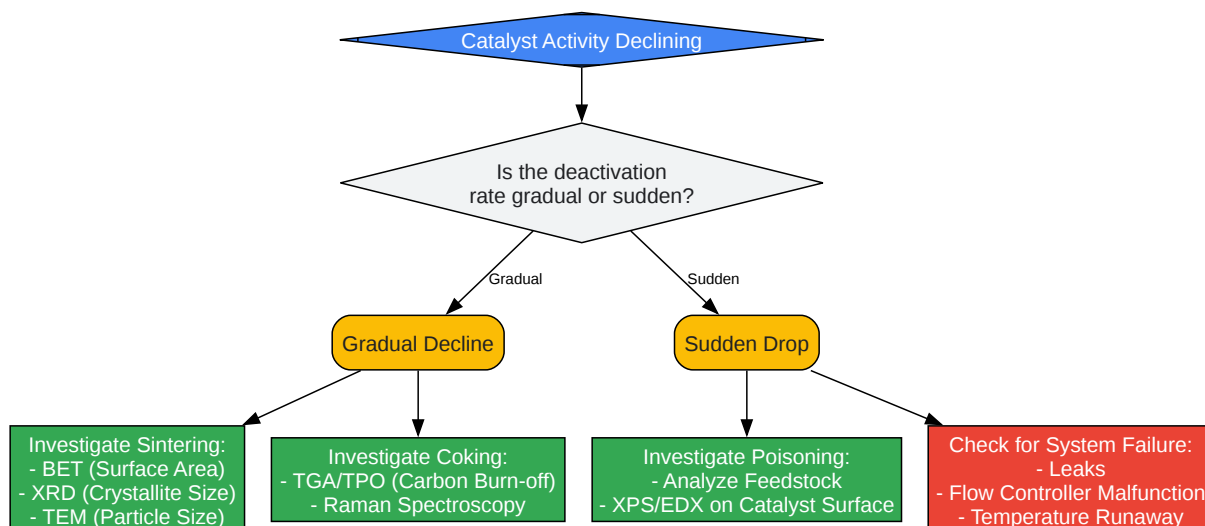 Catalyst Activity Declining
Is the deactivation
rate gradual or sudden?
Gradual
Sudden
Gradual Decline
Sudden Drop
Investigate Sintering:
- BET (Surface Area)
- XRD (Crystallite Size)
- TEM (Particle Size)
Investigate Coking:
- TGA/TPO (Carbon Burn-off)
- Raman Spectroscopy
Investigate Poisoning:
- Analyze Feedstock
- XPS/EDX on Catalyst Surface
Check for System Failure:
- Leaks
- Flow Controller Malfunction
- Temperature Runaway